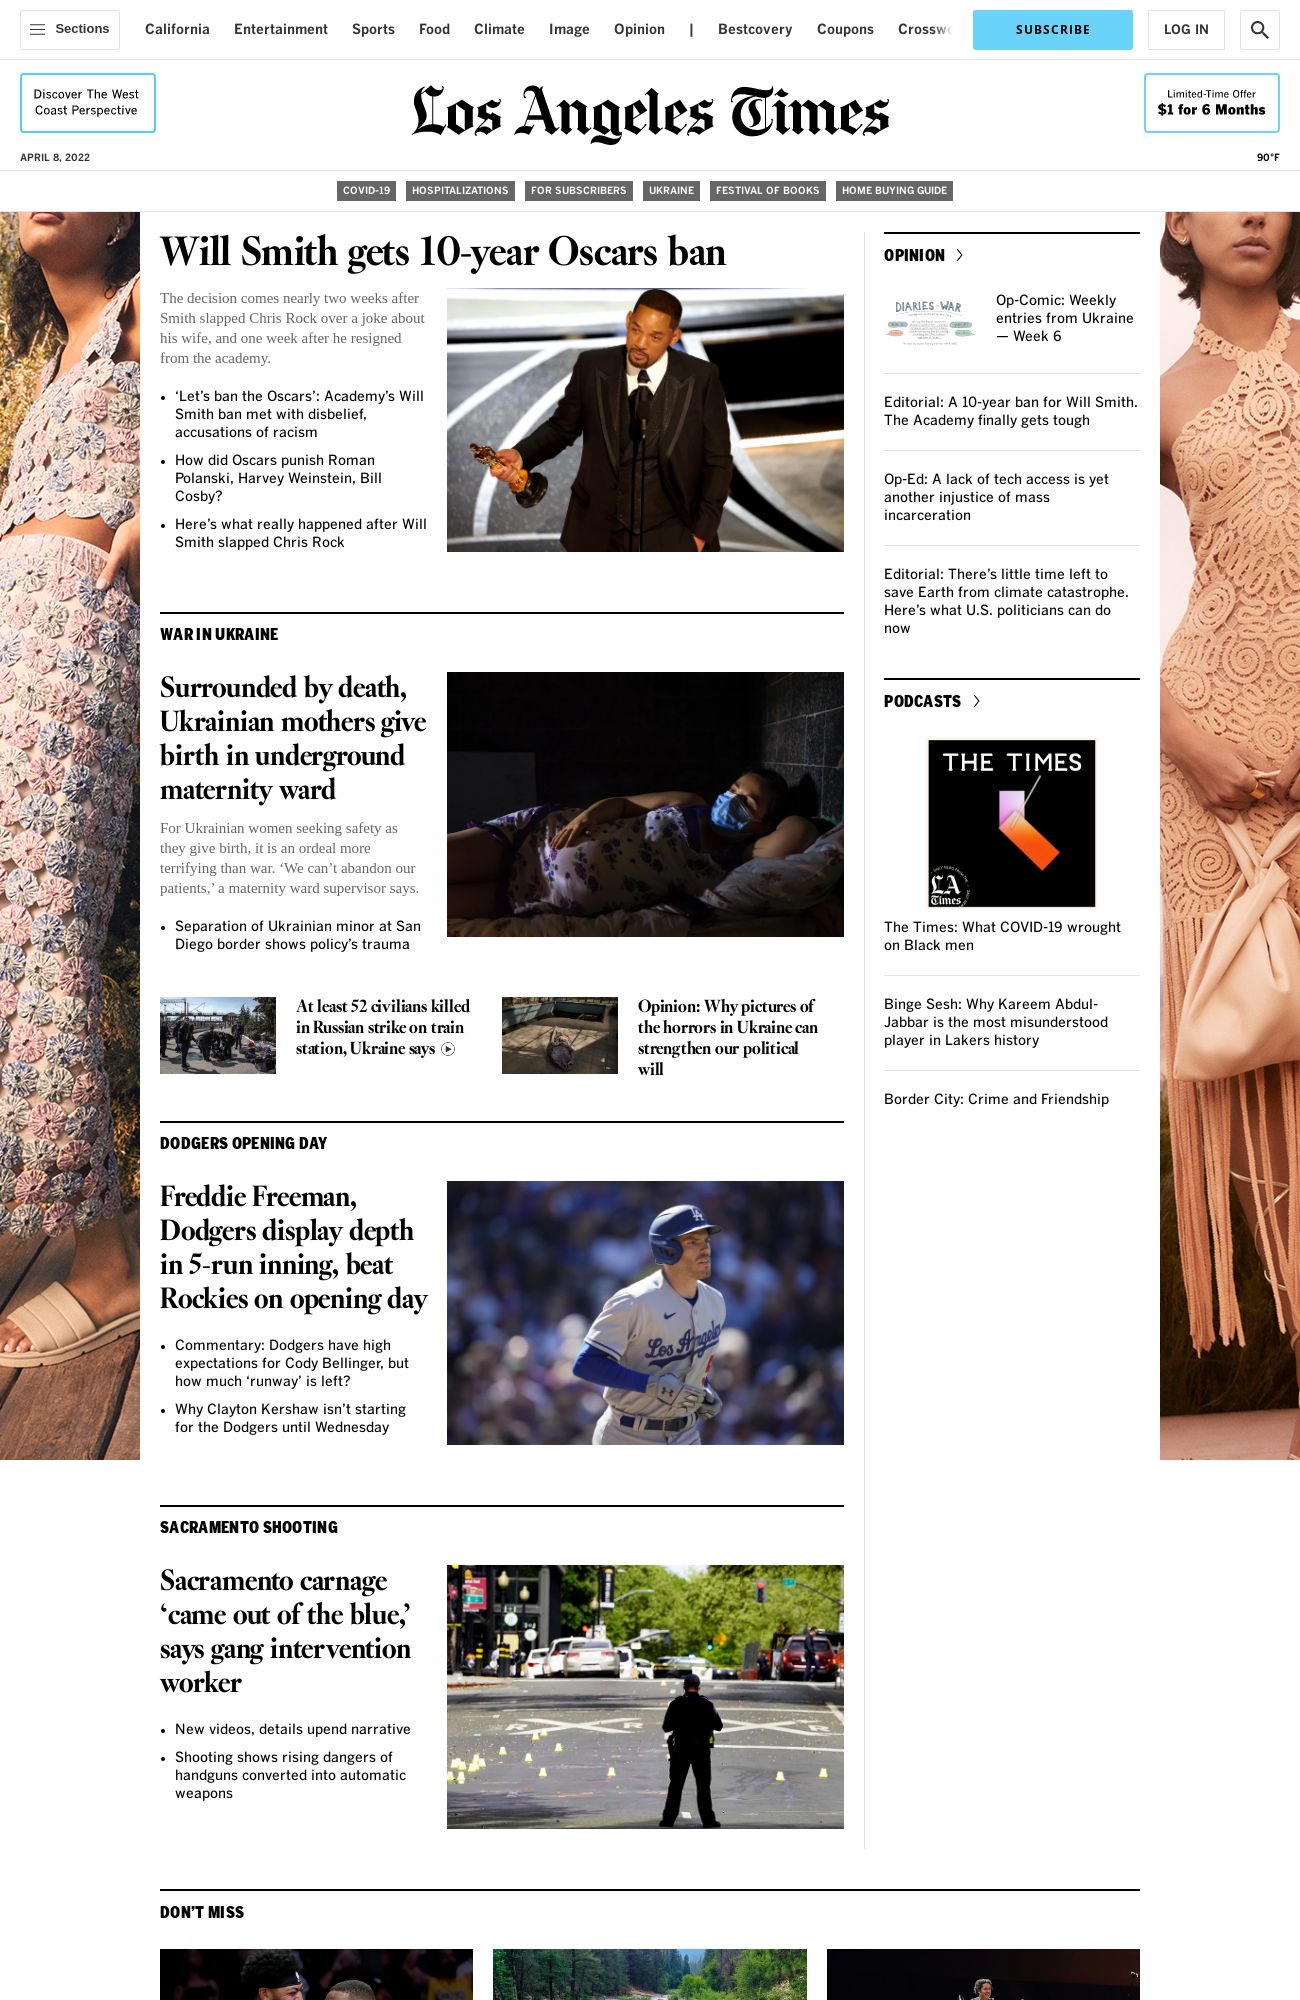 Sections
California
Entertainment
Sports
Food
Climate
Image
Opinion
|
Bestcovery
Coupons
Crosswo
SUBSCRIBE
LOG IN
Discover The West
Coast Perspective
Los Angeles Times
Limited-Time Offer
$1 for 6 Months
APRIL 8, 2022
90°F
COVID-19
HOSPITALIZATIONS
FOR SUBSCRIBERS
UKRAINE
FESTIVAL OF BOOKS
HOME BUYING GUIDE
Will Smith gets 10-year Oscars ban
The decision comes nearly two weeks after
Smith slapped Chris Rock over a joke about
his wife, and one week after he resigned
from the academy.
• ‘Let’s ban the Oscars’: Academy’s Will
Smith ban met with disbelief,
accusations of racism
• How did Oscars punish Roman
Polanski, Harvey Weinstein, Bill
Cosby?
• Here’s what really happened after Will
Smith slapped Chris Rock
WAR IN UKRAINE
Surrounded by death,
Ukrainian mothers give
birth in underground
maternity ward
For Ukrainian women seeking safety as
they give birth, it is an ordeal more
terrifying than war. ‘We can’t abandon our
patients,’ a maternity ward supervisor says.
• Separation of Ukrainian minor at San
Diego border shows policy’s trauma
At least 52 civilians killed
in Russian strike on train
station, Ukraine says
Opinion: Why pictures of
the horrors in Ukraine can
strengthen our political
will
DODGERS OPENING DAY
Freddie Freeman,
Dodgers display depth
in 5-run inning, beat
Rockies on opening day
• Commentary: Dodgers have high
expectations for Cody Bellinger, but
how much ‘runway’ is left?
• Why Clayton Kershaw isn’t starting
for the Dodgers until Wednesday
LA
Los Angeles
SACRAMENTO SHOOTING
Sacramento carnage
‘came out of the blue,’
says gang intervention
worker
• New videos, details upend narrative
• Shooting shows rising dangers of
handguns converted into automatic
weapons
OPINION
DIARIES OF WAR
Op-Comic: Weekly
entries from Ukraine
— Week 6
Editorial: A 10-year ban for Will Smith.
The Academy finally gets tough
Op-Ed: A lack of tech access is yet
another injustice of mass
incarceration
Editorial: There’s little time left to
save Earth from climate catastrophe.
Here’s what U.S. politicians can do
now
PODCASTS
THE TIMES
LA
Times
The Times: What COVID-19 wrought
on Black men
Binge Sesh: Why Kareem Abdul-
Jabbar is the most misunderstood
player in Lakers history
Border City: Crime and Friendship
DON’T MISS